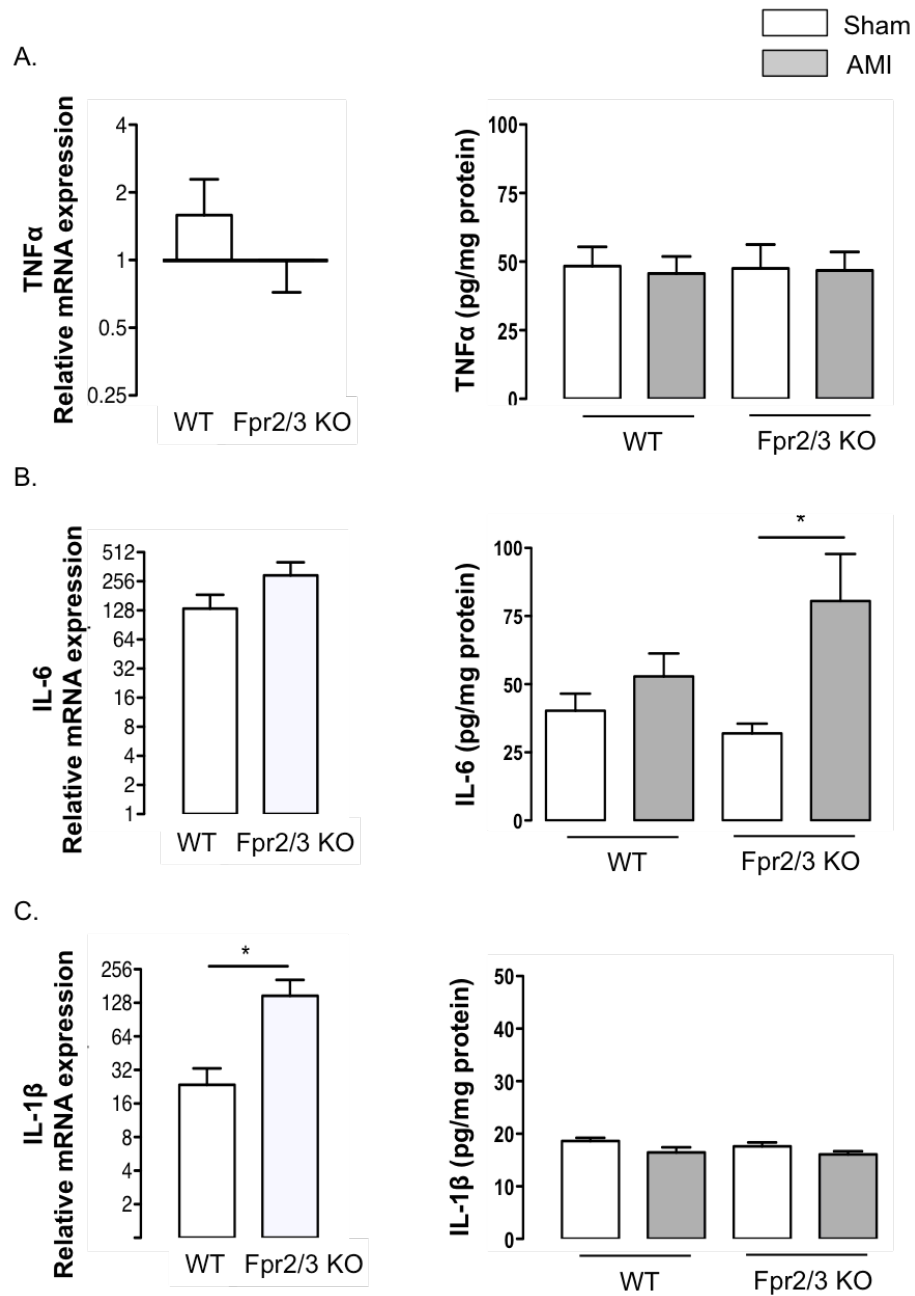 Sham
AMI
A.
TNFα
Relative mRNA expression
4
2
1
0.5
0.25
WT Fpr2/3 KO
TNFα (pg/mg protein)
100
75
50
25
0
WT Fpr2/3 KO
B.
IL-6
Relative mRNA expression
512
256
128
64
32
16
8
4
2
1
WT Fpr2/3 KO
IL-6 (pg/mg protein)
100
75
50
25
0
*
WT Fpr2/3 KO
C.
IL-1β
Relative mRNA expression
256
128
64
32
16
8
4
2
*
WT Fpr2/3 KO
IL-1β (pg/mg protein)
50
40
30
20
10
0
WT Fpr2/3 KO